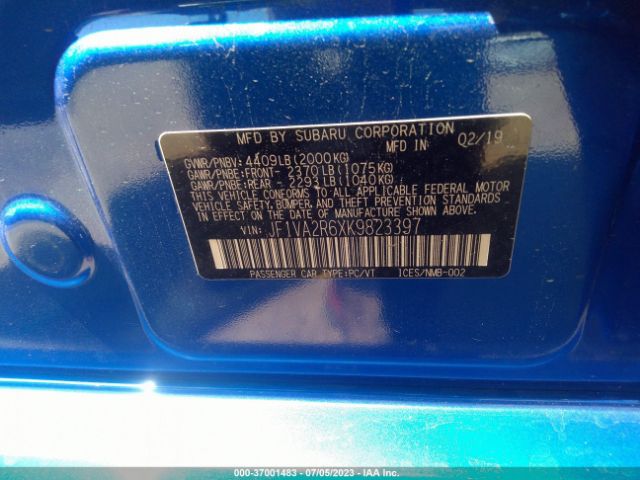 MFD BY SUBARU CORPORATION
MFD IN: 02/19
GVWR/PNBV: 4409LB(2000KG)
GAWR/PNBE:FRONT- 2370LB(1075KG)
GAWR/PNBE:REAR - 2293LB(1040KG)
THIS VEHICLE CONFORMS TO ALL APPLICABLE FEDERAL MOTOR
VEHICLE SAFETY, BUMPER, AND THEFT PREVENTION STANDARDS
IN EFFECT ON THE DATE OF MANUFACTURE SHOWN ABOVE.
VIN: JF1VA2R6XK9823397
PASSENGER CAR TYPE:PC/VT ICES/NMB-002
000-37001483 - 07/05/2023 - IAA Inc.